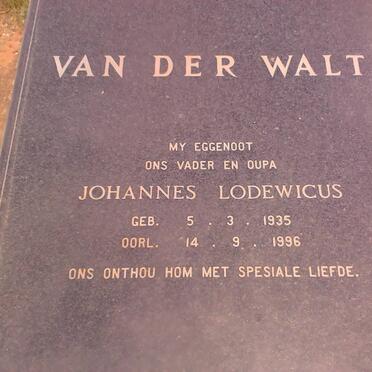 VAN DER WALT
MY EGGENOOT
ONS VADER EN OUPA
JOHANNES LODEWICUS
GEB. 5 . 3 . 1935
OORL. 14 . 9 . 1996
ONS ONTHOU HOM MET SPESIALE LIEFDE.